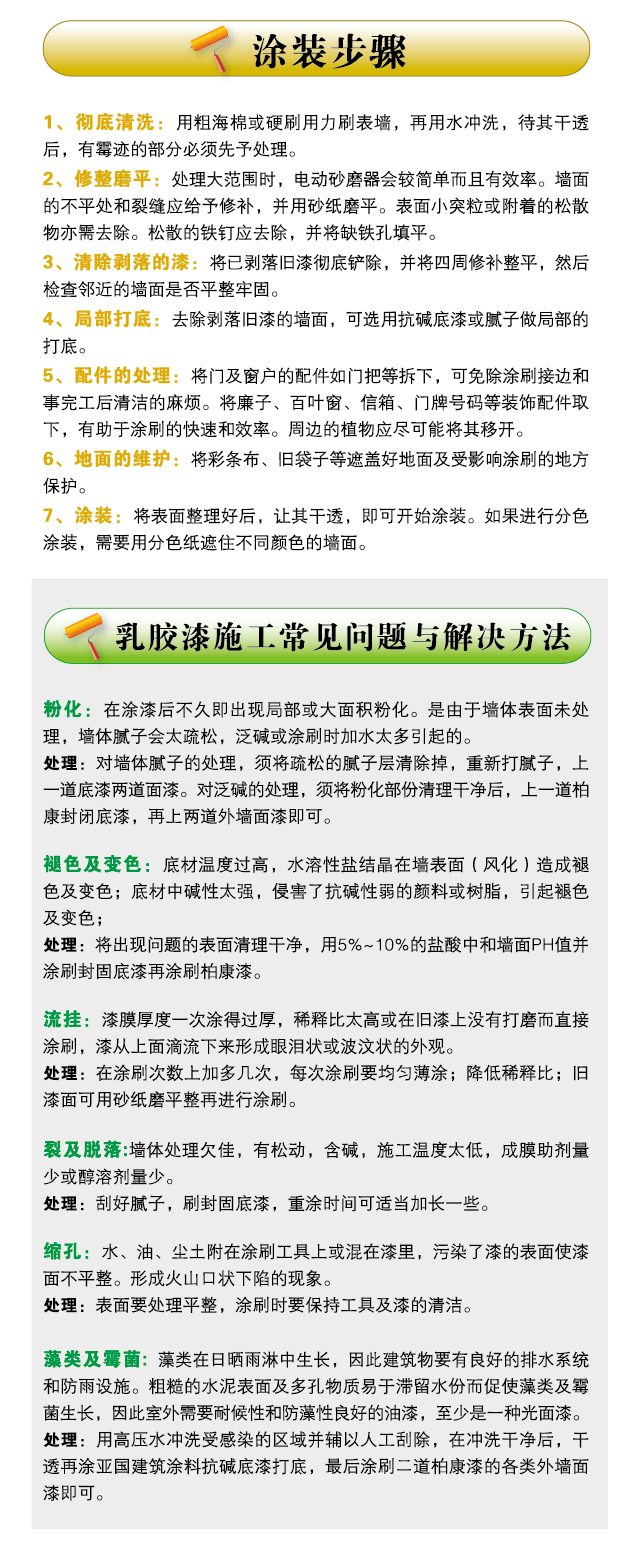 涂装步骤
1、彻底清洗：用粗海棉或硬刷用力刷表墙，再用水冲洗，待其干透
后，有霉迹的部分必须先予处理。
2、修整磨平：处理大范围时，电动砂磨器会较简单而且有效率。墙面
的不平处和裂缝应给予修补，并用砂纸磨平。表面小突粒或附着的松散
物亦需去除。松散的铁钉应去除，并将缺铁孔填平。
3、清除剥落的漆：将已剥落旧漆彻底铲除，并将四周修补整平，然后
检查邻近的墙面是否平整牢固。
4、局部打底：去除剥落旧漆的墙面，可选用抗碱底漆或腻子做局部的
打底。
5、配件的处理：将门及窗户的配件如门把等拆下，可免除涂刷接边和
事完工后清洁的麻烦。将廉子、百叶窗、信箱、门牌号码等装饰配件取
下，有助于涂刷的快速和效率。周边的植物应尽可能将其移开。
6、地面的维护：将彩条布、旧袋子等遮盖好地面及受影响涂刷的地方
保护。
7、涂装：将表面整理好后，让其干透，即可开始涂装。如果进行分色
涂装，需要用分色纸遮住不同颜色的墙面。
乳胶漆施工常见问题与解决方法
粉化：在涂漆后不久即出现局部或大面积粉化。是由于墙体表面未处
理，墙体腻子会太疏松，泛碱或涂刷时加水太多引起的。
处理：对墙体腻子的处理，须将疏松的腻子层清除掉，重新打腻子，上
一道底漆两道面漆。对泛碱的处理，须将粉化部份清理干净后，上一道柏
康封闭底漆，再上两道外墙面漆即可。
褪色及变色：底材温度过高，水溶性盐结晶在墙表面（风化）造成褪
色及变色；底材中碱性太强，侵害了抗碱性弱的颜料或树脂，引起褪色
及变色；
处理：将出现问题的表面清理干净，用5%~10%的盐酸中和墙面PH值并
涂刷封固底漆再涂刷柏康漆。
流挂：漆膜厚度一次涂得过厚，稀释比太高或在旧漆上没有打磨而直接
涂刷，漆从上面滴流下来形成眼泪状或波汶状的外观。
处理：在涂刷次数上加多几次，每次涂刷要均匀薄涂；降低稀释比；旧
漆面可用砂纸磨平整再进行涂刷。
裂及脱落:墙体处理欠佳，有松动，含碱，施工温度太低，成膜助剂量
少或醇溶剂量少。
处理：刮好腻子，刷封固底漆，重涂时间可适当加长一些。
缩孔：水、油、尘土附在涂刷工具上或混在漆里，污染了漆的表面使漆
面不平整。形成火山口状下陷的现象。
处理：表面要处理平整，涂刷时要保持工具及漆的清洁。
藻类及霉菌：藻类在日晒雨淋中生长，因此建筑物要有良好的排水系统
和防雨设施。粗糙的水泥表面及多孔物质易于滞留水份而促使藻类及霉
菌生长，因此室外需要耐候性和防藻性良好的油漆，至少是一种光面漆。
处理：用高压水冲洗受感染的区域并辅以人工刮除，在冲洗干净后，干
透再涂亚国建筑涂料抗碱底漆打底，最后涂刷二道柏康漆的各类外墙面
漆即可。